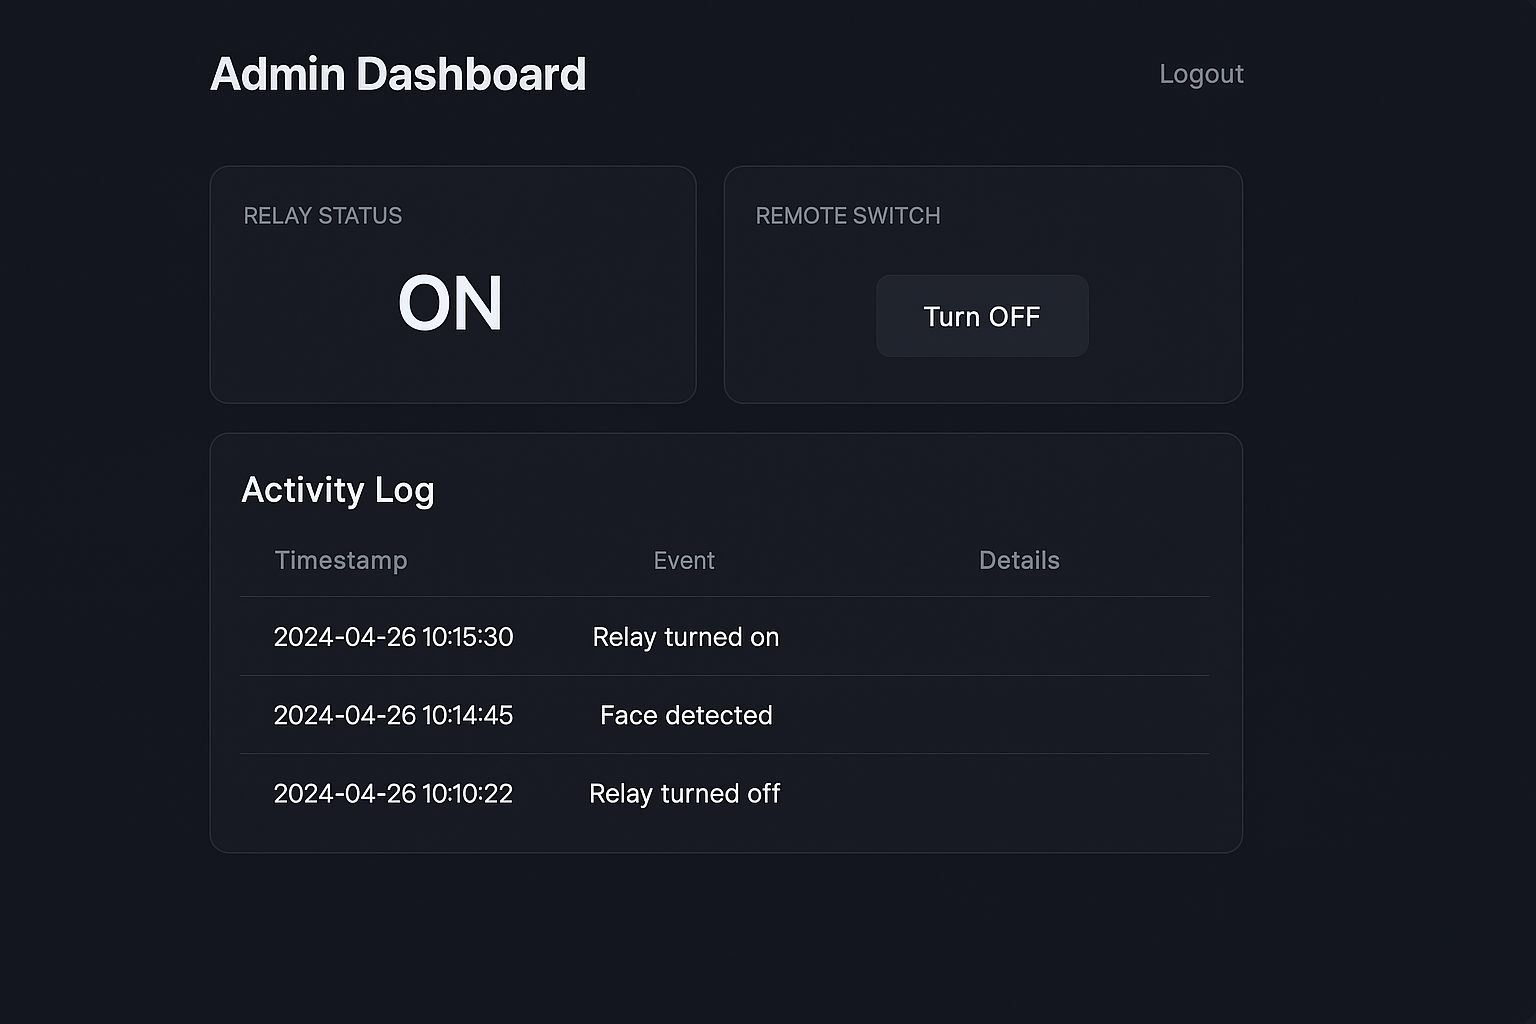 Admin Dashboard
Logout
RELAY STATUS
ON
REMOTE SWITCH
Turn OFF
Activity Log
Timestamp Event Details
2024-04-26 10:15:30 Relay turned on
2024-04-26 10:14:45 Face detected
2024-04-26 10:10:22 Relay turned off